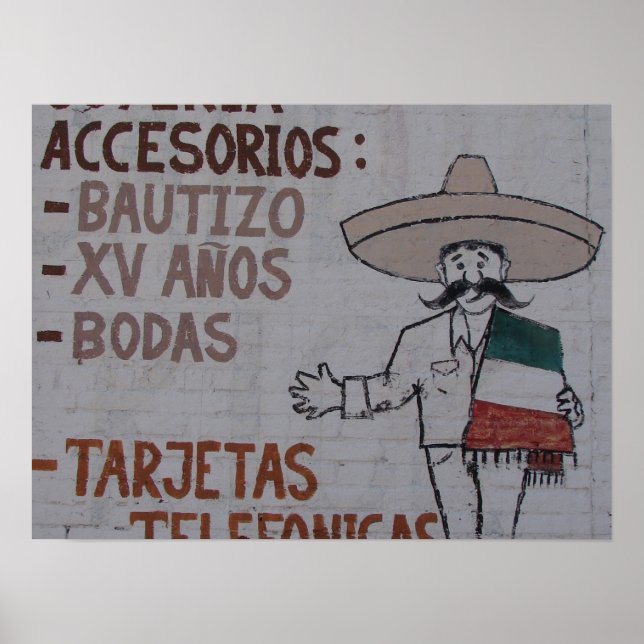 ACCESORIOS:
-BAUTIZO
-XV AÑOS
-BODAS
-TARJETAS
TELEFONICAS